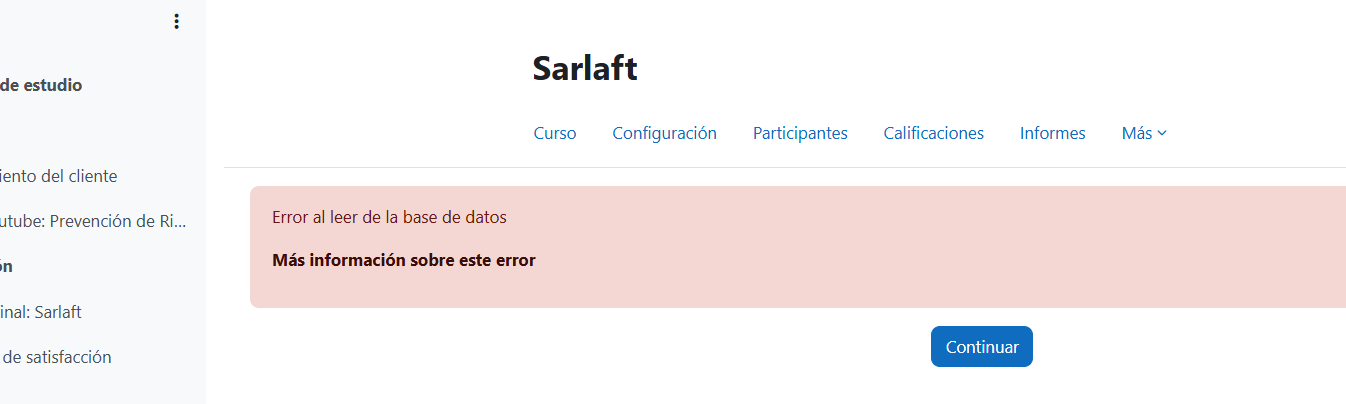 de estudio
iento del cliente
utube: Prevención de Ri...
ón
inal: Sarlaft
de satisfacción
Sarlaft
Curso Configuración Participantes Calificaciones Informes Más
Error al leer de la base de datos
Más información sobre este error
Continuar